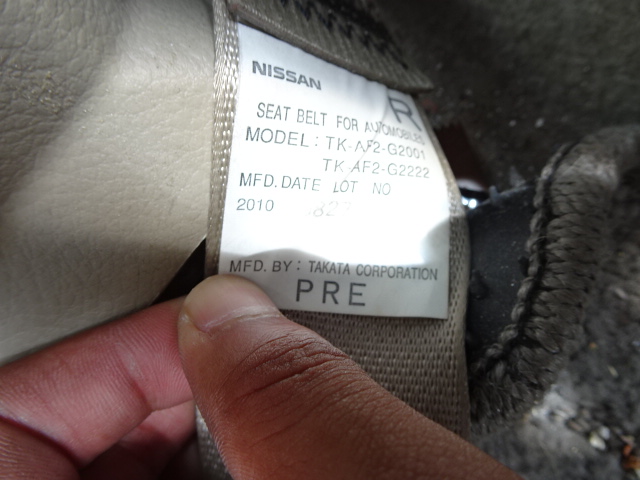 NISSAN
R
SEAT BELT FOR AUTOMOBILES
MODEL: TK-AF2-G2001
TK-AF2-G2222
MFD.DATE LOT NO
2010
MFD. BY: TAKATA CORPORATION
PRE